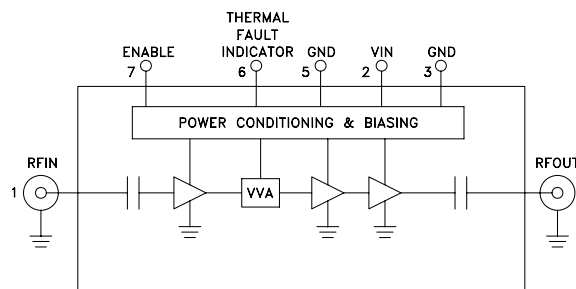 THERMAL
FAULT
ENABLE INDICATOR GND VIN GND
7 6 5 2 3
POWER CONDITIONING & BIASING
RFIN RFOUT
1 VVA